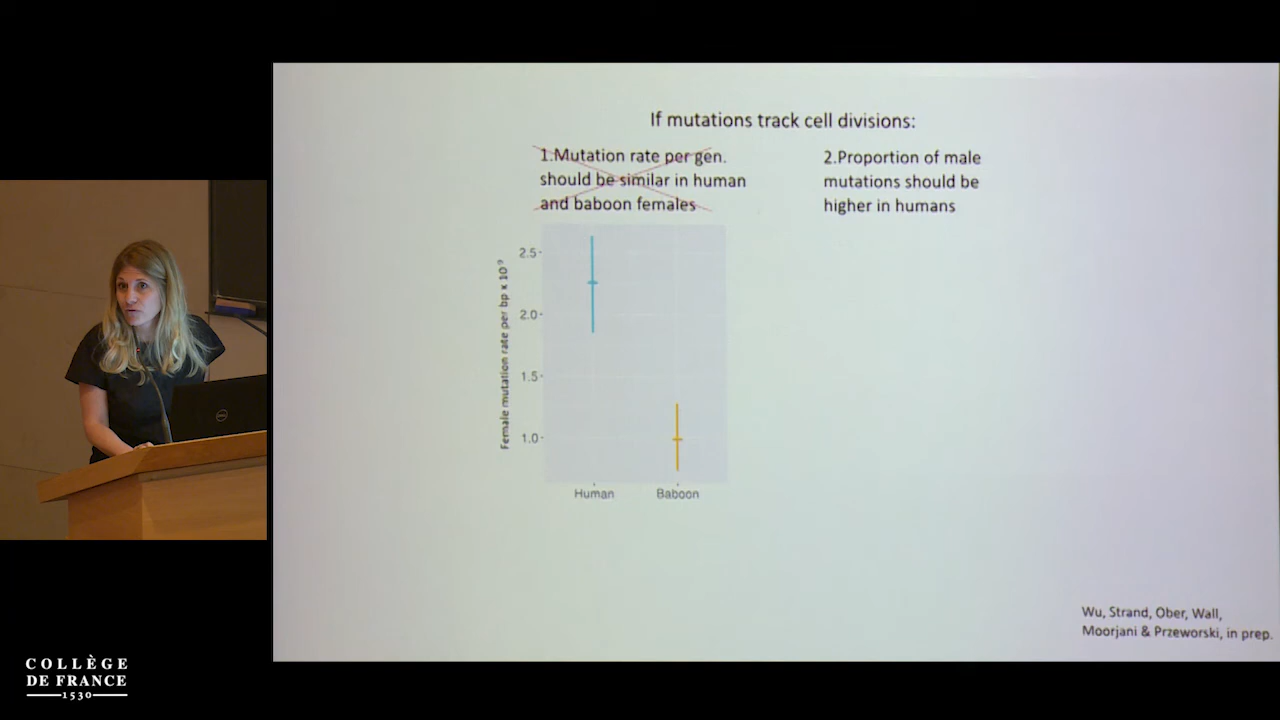 If mutations track cell divisions:
1.Mutation rate per gen.
should be similar in human
and baboon females
2.Proportion of male
mutations should be
higher in humans
Female mutation rate per bp x 10⁻⁹
2.5
2.0
1.5
1.0
Human
Baboon
Wu, Strand, Ober, Wall,
Moorjani & Przeworski, in prep.
DELL
COLLÈGE
DE FRANCE
1530